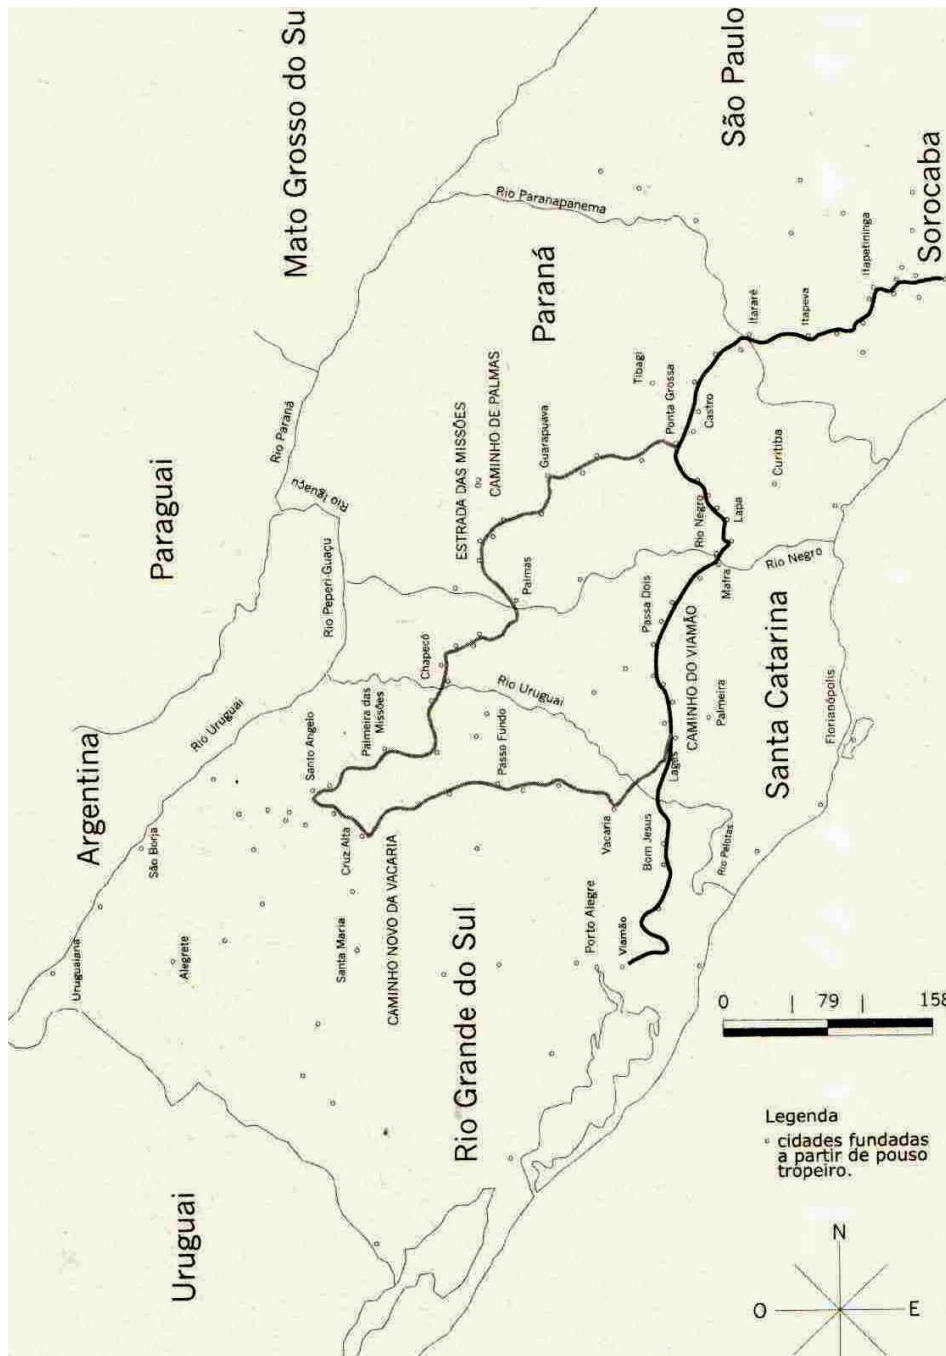 Mato Grosso do Su
São Paulo
Rio Paranapanema
Paraná
Sorocaba
Itapetininga
Itapeva
Itararé
Rio Paraná
Tibagi
Ponta Grossa
Castro
Paraguai
ESTRADA DAS MISSÕES
ou
CAMINHO DE PALMAS
Guarapuava
Curitiba
Rio Iguaçu
Rio Negro
Lapa
Rio Peperi-Guaçu
Palmas
Mafra
Rio Negro
Passa Dois
Chapecó
Santa Catarina
Rio Uruguai
CAMINHO DO VIAMÃO
Palmeira
Rio Uruguai
Argentina
Santo Angelo
Palmeira das
Missões
Passo Fundo
Lages
Florianópolis
São Borja
Cruz Alta
Vacaria
Bom Jesus
Rio Pelotas
CAMINHO NOVO DA VACARIA
Porto Alegre
Viamão
Uruguaiana
Alegrete
Santa Maria
Rio Grande do Sul
0 79 158
Uruguai
Legenda
cidades fundadas
a partir de pouso
tropeiro.
N
O E